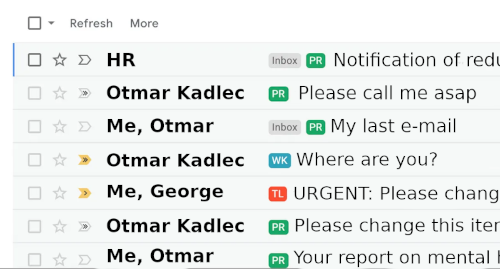 Refresh More
HR Inbox PR Notification of redu
Otmar Kadlec PR Please call me asap
Me, Otmar Inbox PR My last e-mail
Otmar Kadlec WK Where are you?
Me, George TL URGENT: Please chang
Otmar Kadlec PR Please change this iter
Me, Otmar PR Your report on mental h